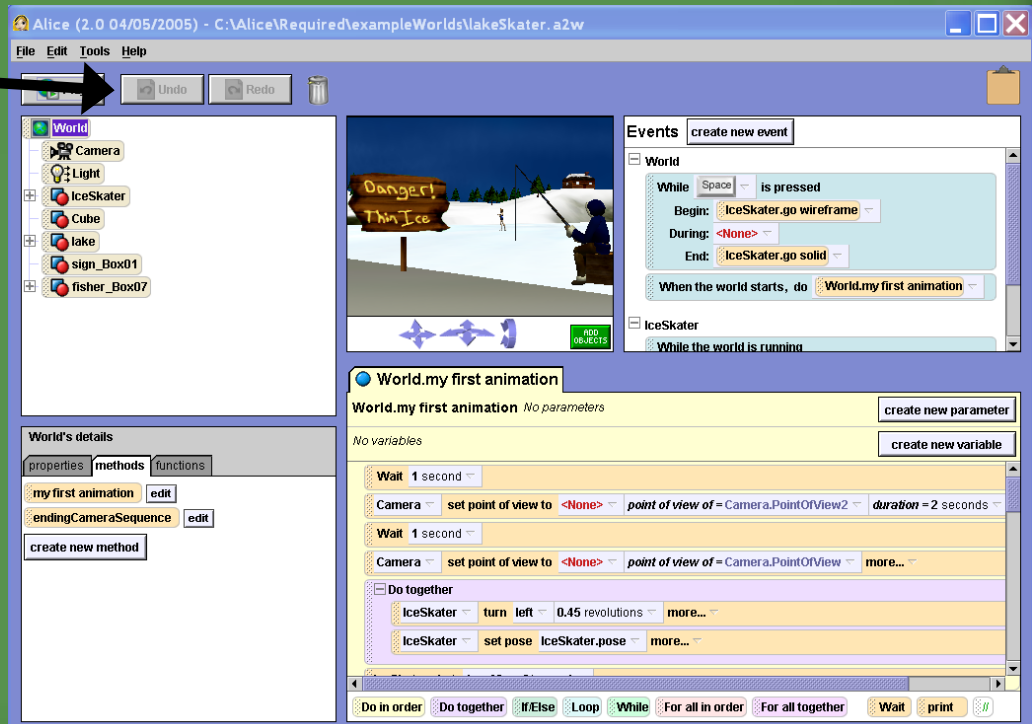 Alice (2.0 04/05/2005) - C:\Alice\Required\exampleWorlds\lakeSkater.a2w
File Edit Tools Help
Undo Redo
World
Camera
Light
IceSkater
Cube
lake
sign_Box01
fisher_Box07
Danger!
Thin Ice
ADD
OBJECTS
Events create new event
World
While Space is pressed
Begin: IceSkater.go wireframe
During: <None>
End: IceSkater.go solid
When the world starts, do World.my first animation
IceSkater
While the world is running
World's details
properties methods functions
my first animation edit
endingCameraSequence edit
create new method
World.my first animation
World.my first animation No parameters create new parameter
No variables create new variable
Wait 1 second
Camera set point of view to <None> point of view of = Camera.PointOfView2 duration = 2 seconds
Wait 1 second
Camera set point of view to <None> point of view of = Camera.PointOfView more...
Do together
IceSkater turn left 0.45 revolutions more...
IceSkater set pose IceSkater.pose more...
Do in order Do together If/Else Loop While For all in order For all together Wait print //